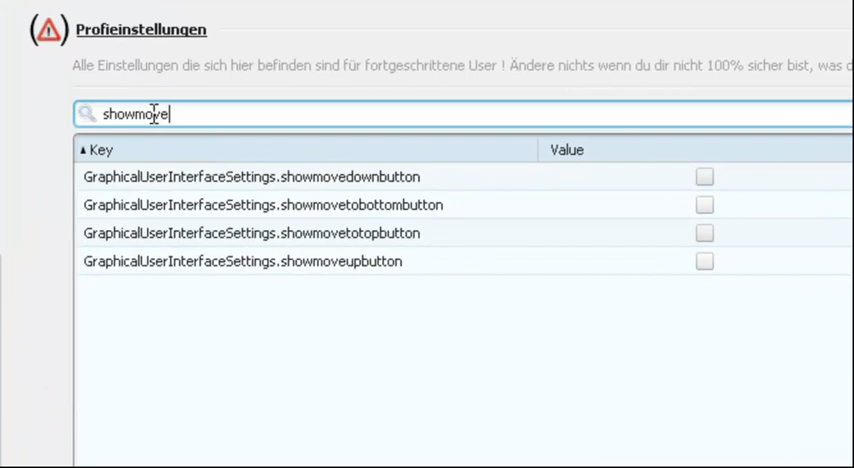 Profieinstellungen
Alle Einstellungen die sich hier befinden sind für fortgeschrittene User ! Ändere nichts wenn du dir nicht 100% sicher bist, was d
showmove
Key Value
GraphicalUserInterfaceSettings.showmovedownbutton
GraphicalUserInterfaceSettings.showmovetobottombutton
GraphicalUserInterfaceSettings.showmovetotopbutton
GraphicalUserInterfaceSettings.showmoveupbutton